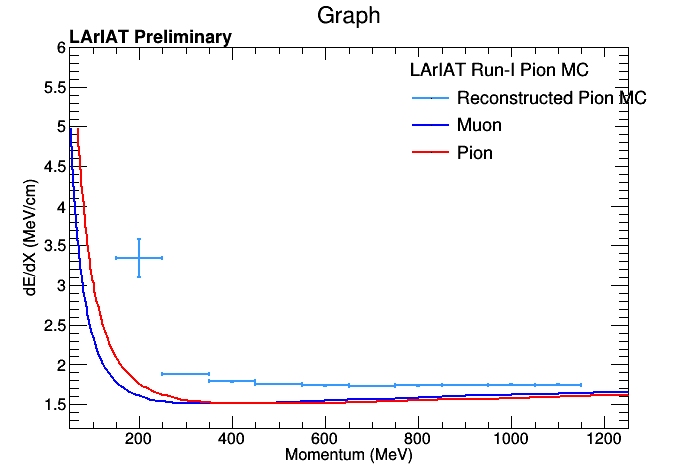 Graph
LArIAT Preliminary
LArIAT Run-I Pion MC
Reconstructed Pion MC
Muon
Pion
dE/dX (MeV/cm)
6
5.5
5
4.5
4
3.5
3
2.5
2
1.5
200 400 600 800 1000 1200
Momentum (MeV)